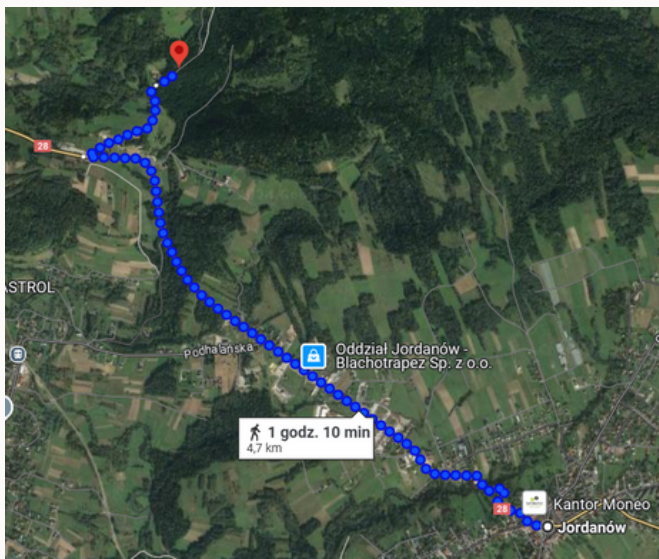 28
ASTROL
Podhalańska
Oddział Jordanów -
Blachotrapez Sp. z o.o.
1 godz. 10 min
4,7 km
Kantor Moneo
28
Jordanów